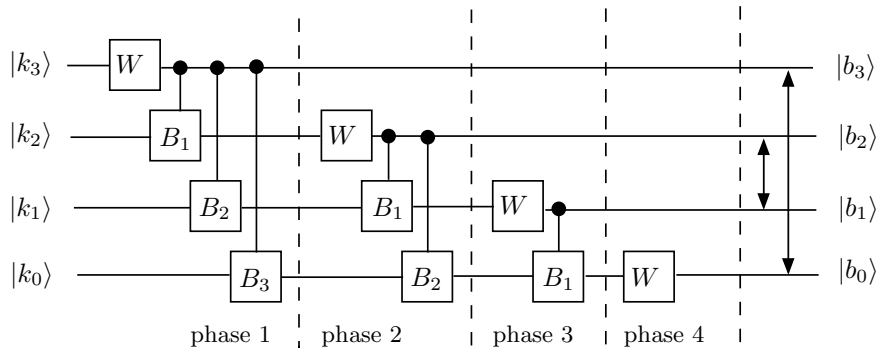 |k₃⟩ W |b₃⟩
|k₂⟩ B₁ W |b₂⟩
|k₁⟩ B₂ B₁ W |b₁⟩
|k₀⟩ B₃ B₂ B₁ W |b₀⟩
phase 1 phase 2 phase 3 phase 4